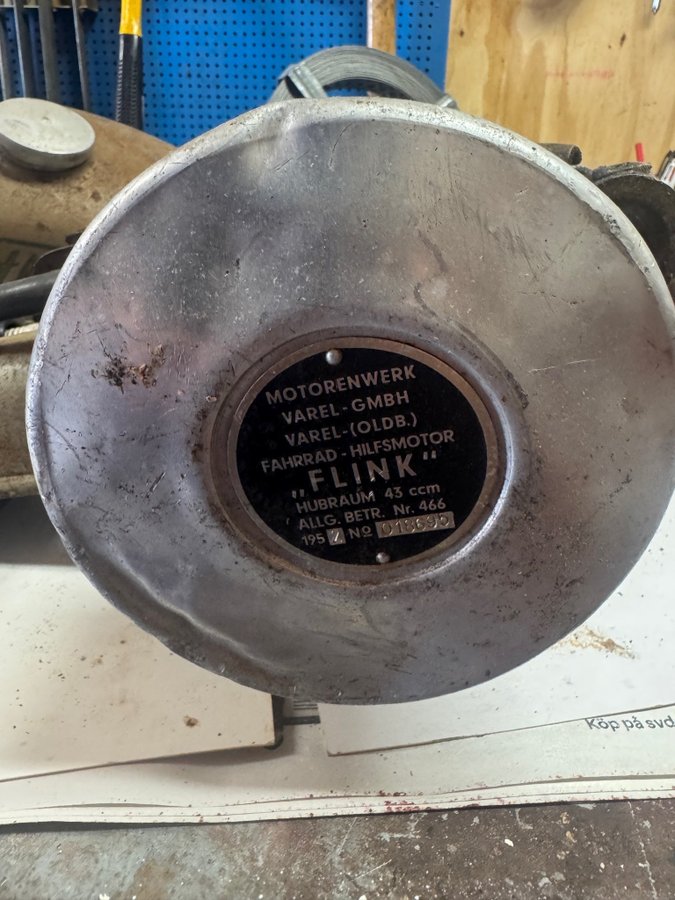 MOTORENWERK
VAREL-GMBH
VAREL-(OLDB.)
FAHRRAD-HILFSMOTOR
„FLINK"
HUBRAUM 43 ccm
ALLG. BETR. Nr. 466
195 No
Köp på svd.